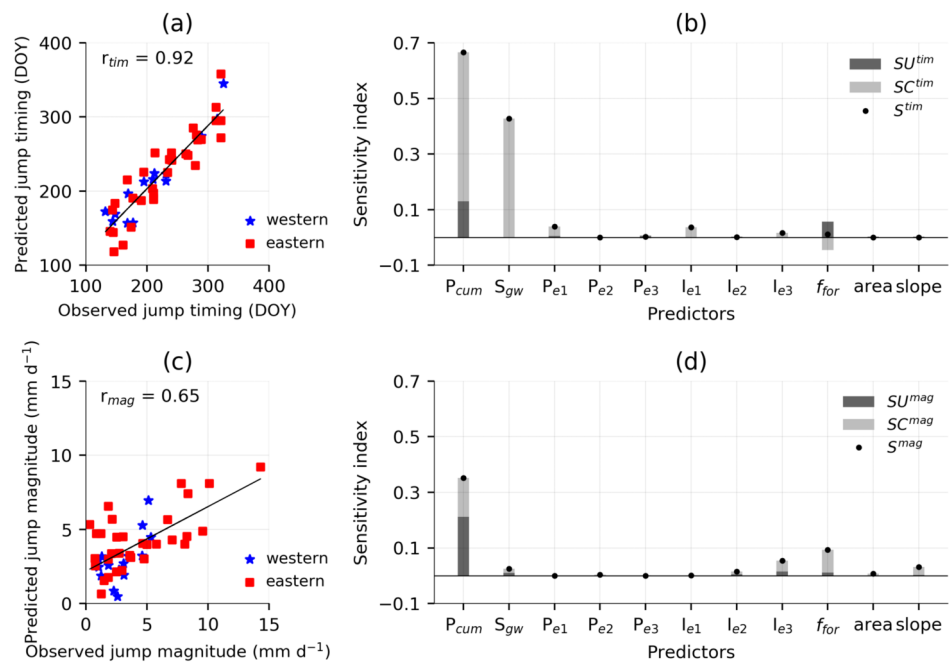 (a)
r_tim = 0.92
Predicted jump timing (DOY)
400
300
200
100
western
eastern
100 200 300 400
Observed jump timing (DOY)
(b)
Sensitivity index
0.7
0.5
0.3
0.1
−0.1
SU^tim
SC^tim
S^tim
P_cum S_gw P_e1 P_e2 P_e3 I_e1 I_e2 I_e3 f_for area slope
Predictors
(c)
r_mag = 0.65
Predicted jump magnitude (mm d⁻¹)
15
10
5
0
western
eastern
0 5 10 15
Observed jump magnitude (mm d⁻¹)
(d)
Sensitivity index
0.7
0.5
0.3
0.1
−0.1
SU^mag
SC^mag
S^mag
P_cum S_gw P_e1 P_e2 P_e3 I_e1 I_e2 I_e3 f_for area slope
Predictors